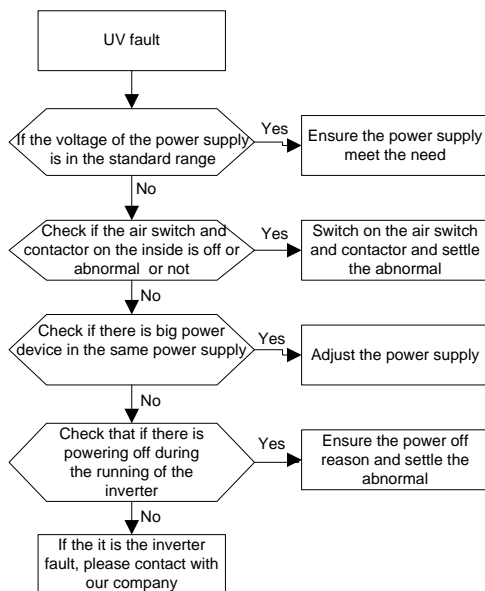 UV fault
If the voltage of the power supply
is in the standard range
Yes
Ensure the power supply
meet the need
No
Check if the air switch and
contactor on the inside is off or
abnormal or not
Yes
Switch on the air switch
and contactor and settle
the abnormal
No
Check if there is big power
device in the same power supply
Yes
Adjust the power supply
No
Check that if there is
powering off during
the running of the
inverter
Yes
Ensure the power off
reason and settle the
abnormal
No
If the it is the inverter
fault, please contact with
our company